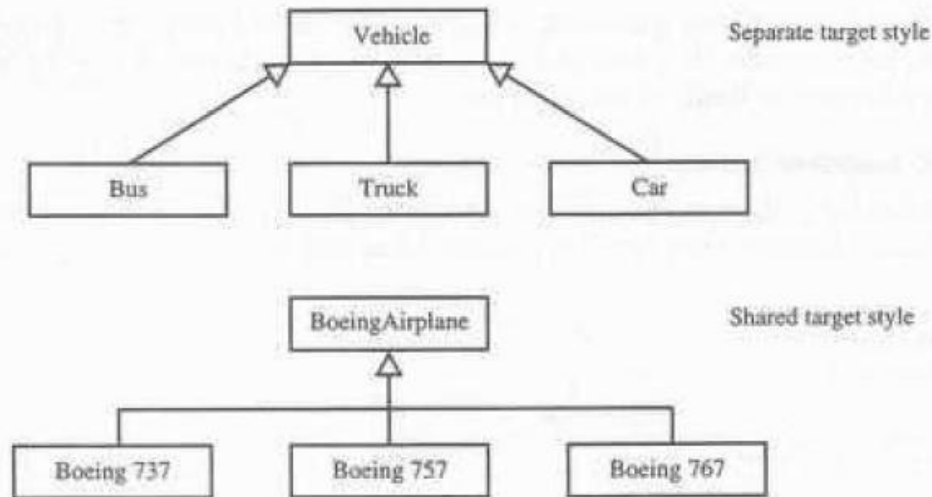 Vehicle
Separate target style
Bus
Truck
Car
BoeingAirplane
Shared target style
Boeing 737
Boeing 757
Boeing 767